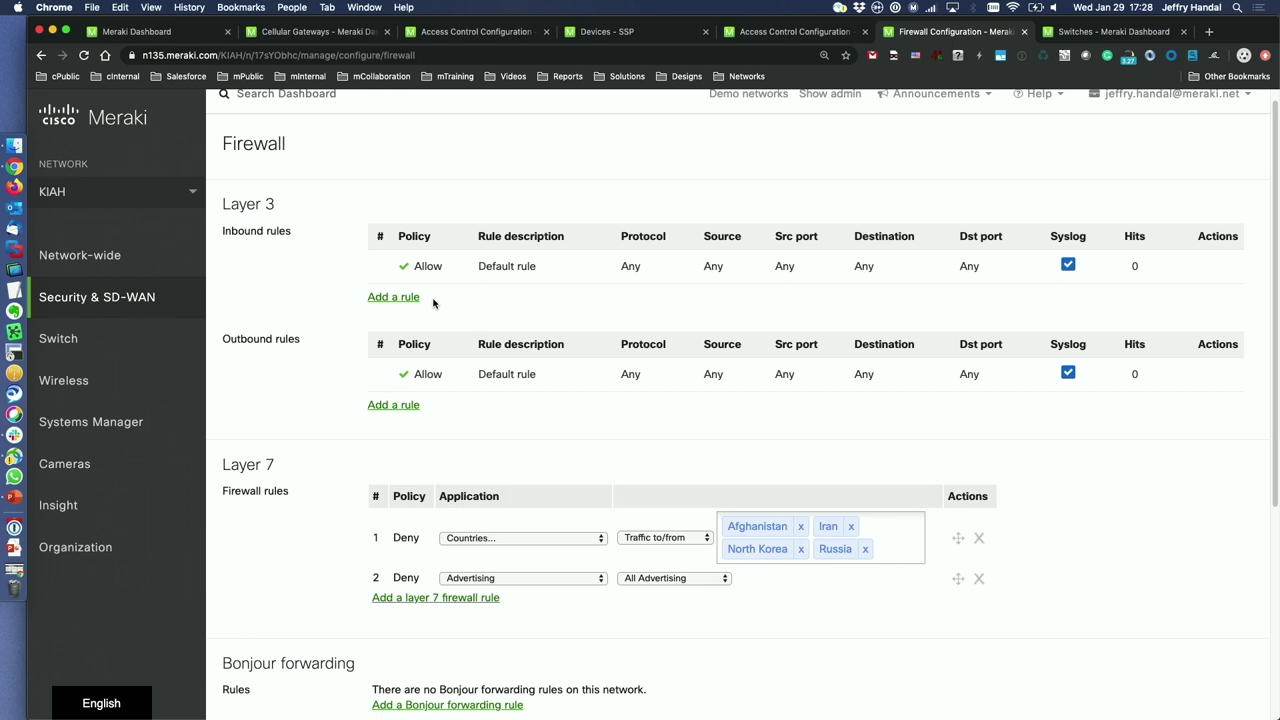 Chrome File Edit View History Bookmarks People Tab Window Help Wed Jan 29 17:28 Jeffry Handal
Meraki Dashboard Cellular Gateways - Meraki Da Access Control Configuration - Devices - SSP Access Control Configuration - Firewall Configuration - Meraki Switches - Meraki Dashboard
n135.meraki.com/KIAH/n/17sYObhc/manage/configure/firewall
3.27
cPublic cInternal Salesforce mPublic mInternal mCollaboration mTraining Videos Reports Solutions Designs Networks Other Bookmarks
Search Dashboard Demo networks Show admin Announcements Help jeffry.handal@meraki.net
cisco Meraki
NETWORK
KIAH
Network-wide
Security & SD-WAN
Switch
Wireless
Systems Manager
Cameras
Insight
Organization
English
Firewall
Layer 3
Inbound rules
# Policy Rule description Protocol Source Src port Destination Dst port Syslog Hits Actions
Allow Default rule Any Any Any Any Any 0
Add a rule
Outbound rules
# Policy Rule description Protocol Source Src port Destination Dst port Syslog Hits Actions
Allow Default rule Any Any Any Any Any 0
Add a rule
Layer 7
Firewall rules
# Policy Application Actions
1 Deny Countries... Traffic to/from Afghanistan x Iran x
North Korea x Russia x
2 Deny Advertising All Advertising
Add a layer 7 firewall rule
Bonjour forwarding
Rules There are no Bonjour forwarding rules on this network.
Add a Bonjour forwarding rule